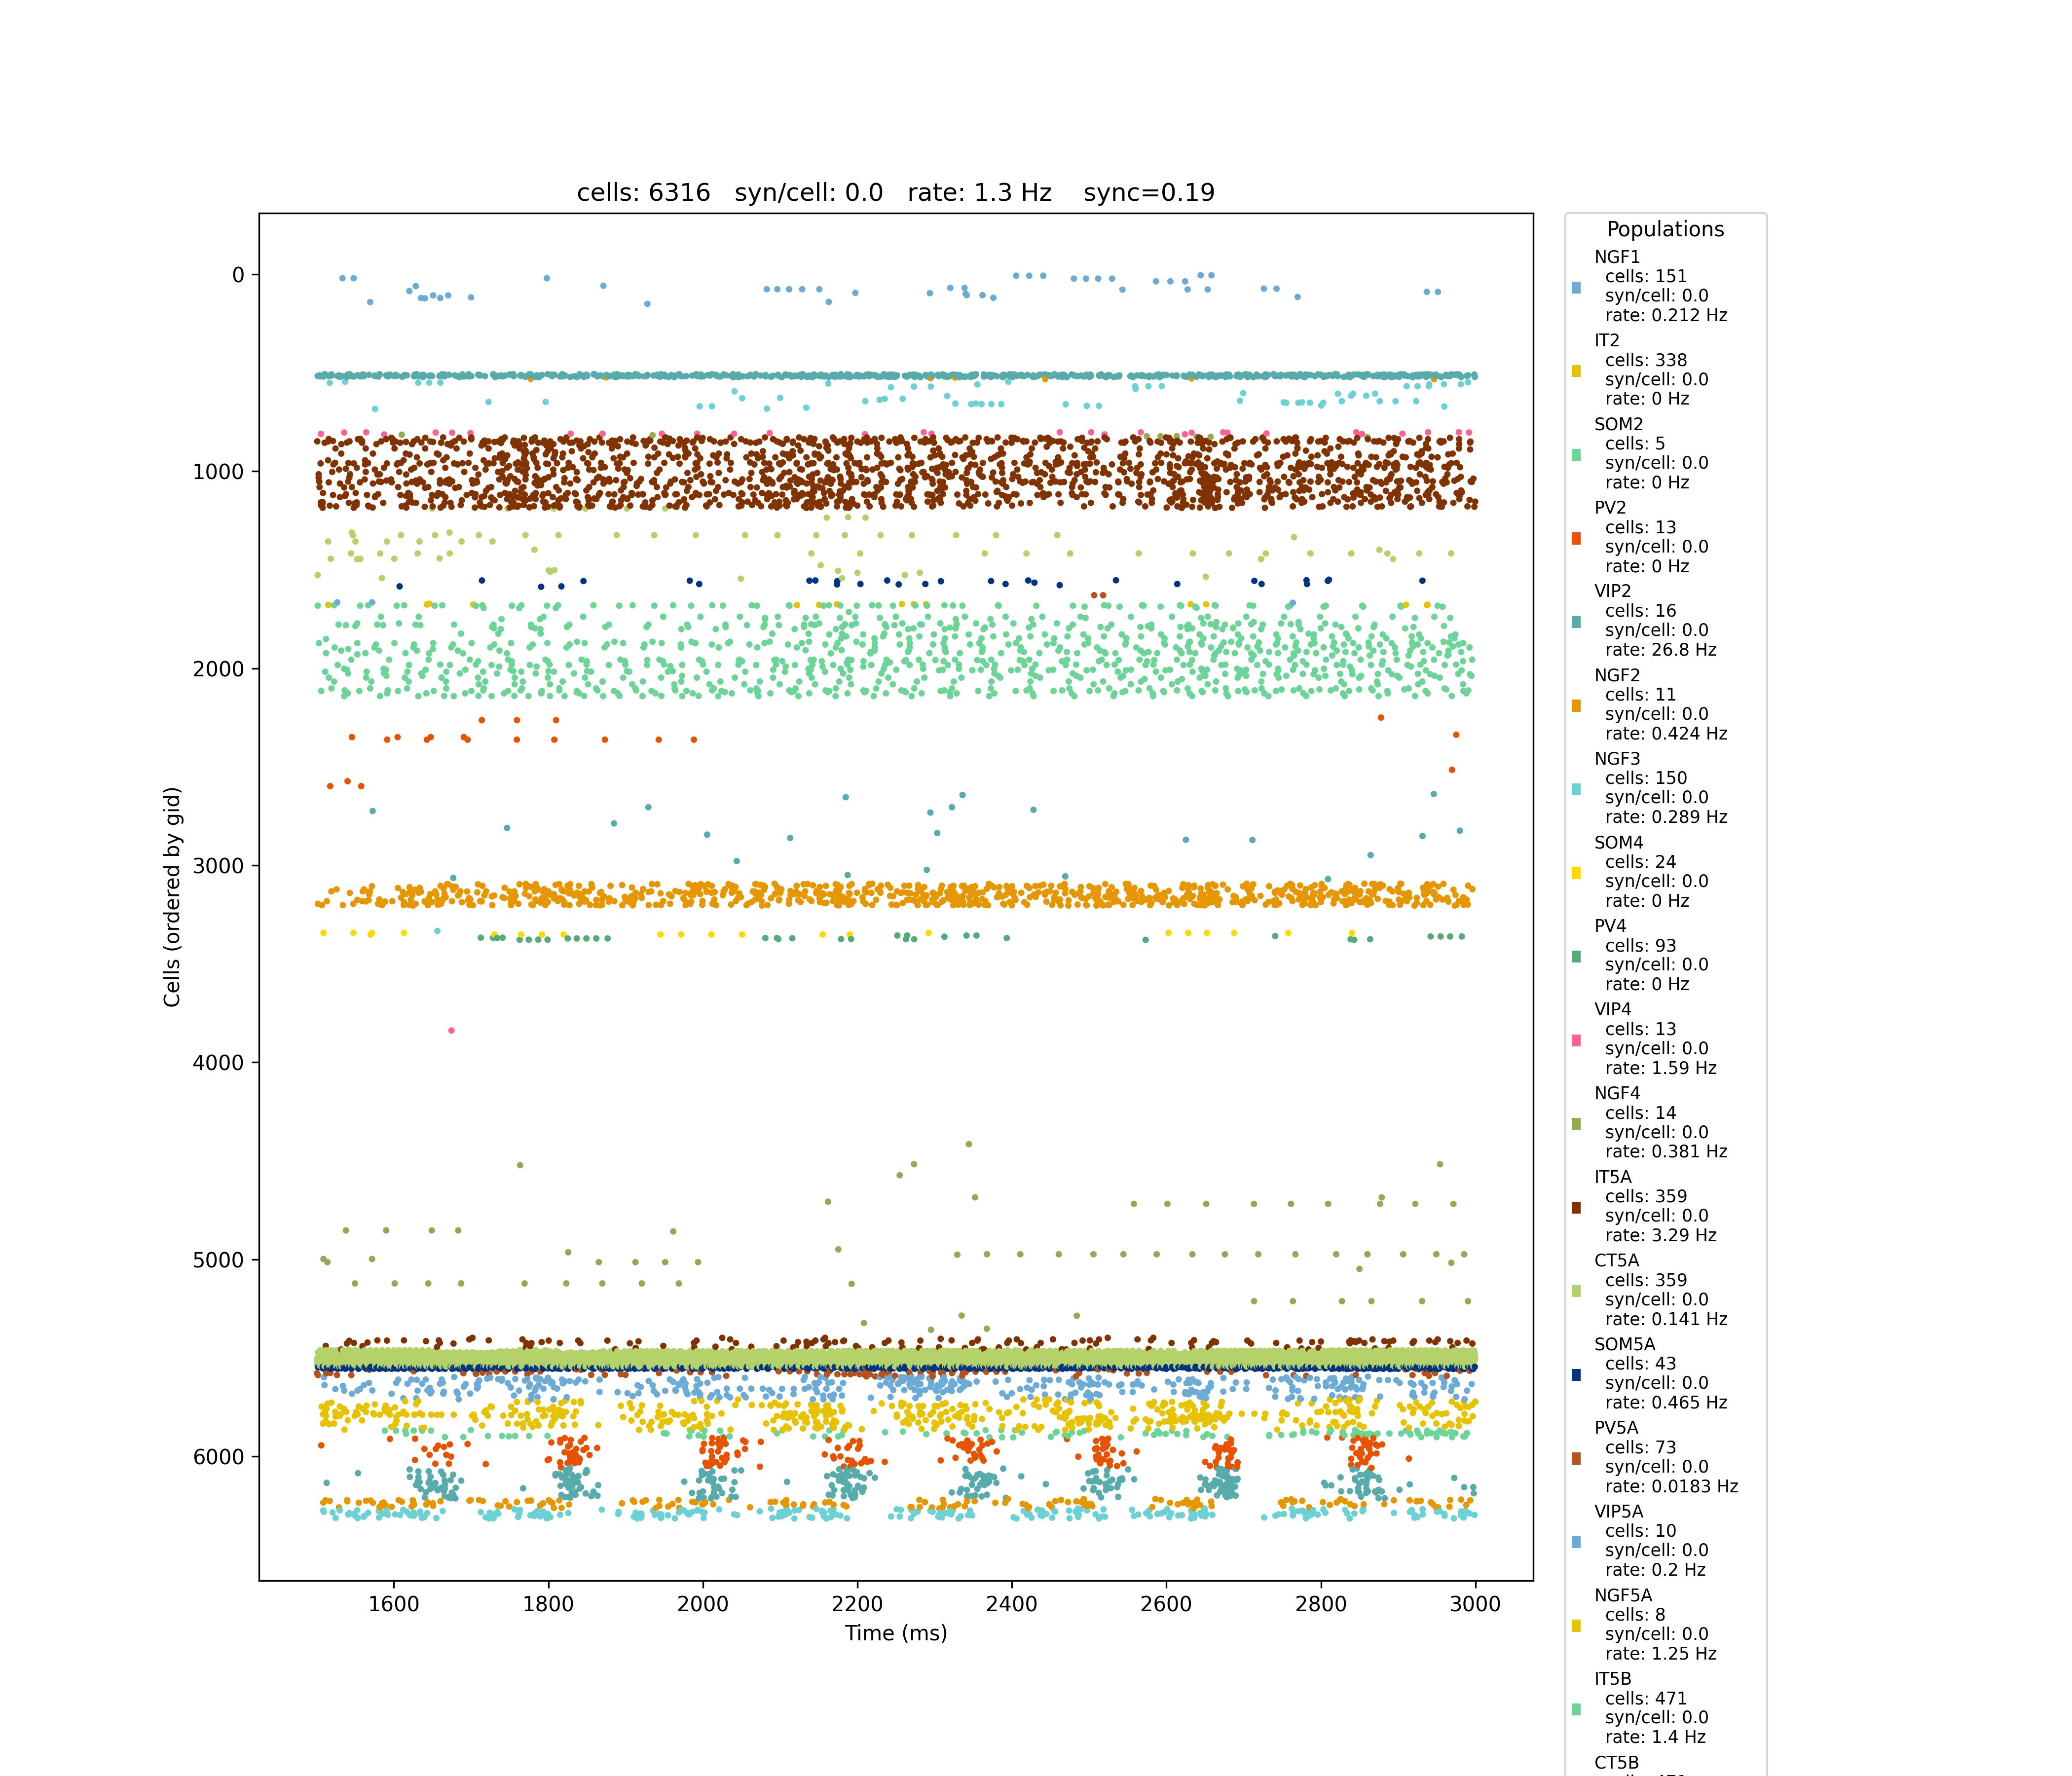 cells: 6316   syn/cell: 0.0   rate: 1.3 Hz    sync=0.19
Populations
NGF1
cells: 151
syn/cell: 0.0
rate: 0.212 Hz
IT2
cells: 338
syn/cell: 0.0
rate: 0 Hz
SOM2
cells: 5
syn/cell: 0.0
rate: 0 Hz
PV2
cells: 13
syn/cell: 0.0
rate: 0 Hz
VIP2
cells: 16
syn/cell: 0.0
rate: 26.8 Hz
NGF2
cells: 11
syn/cell: 0.0
rate: 0.424 Hz
NGF3
cells: 150
syn/cell: 0.0
rate: 0.289 Hz
SOM4
cells: 24
syn/cell: 0.0
rate: 0 Hz
PV4
cells: 93
syn/cell: 0.0
rate: 0 Hz
VIP4
cells: 13
syn/cell: 0.0
rate: 1.59 Hz
NGF4
cells: 14
syn/cell: 0.0
rate: 0.381 Hz
IT5A
cells: 359
syn/cell: 0.0
rate: 3.29 Hz
CT5A
cells: 359
syn/cell: 0.0
rate: 0.141 Hz
SOM5A
cells: 43
syn/cell: 0.0
rate: 0.465 Hz
PV5A
cells: 73
syn/cell: 0.0
rate: 0.0183 Hz
VIP5A
cells: 10
syn/cell: 0.0
rate: 0.2 Hz
NGF5A
cells: 8
syn/cell: 0.0
rate: 1.25 Hz
IT5B
cells: 471
syn/cell: 0.0
rate: 1.4 Hz
CT5B
Cells (ordered by gid)
0
1000
2000
3000
4000
5000
6000
1600 1800 2000 2200 2400 2600 2800 3000
Time (ms)